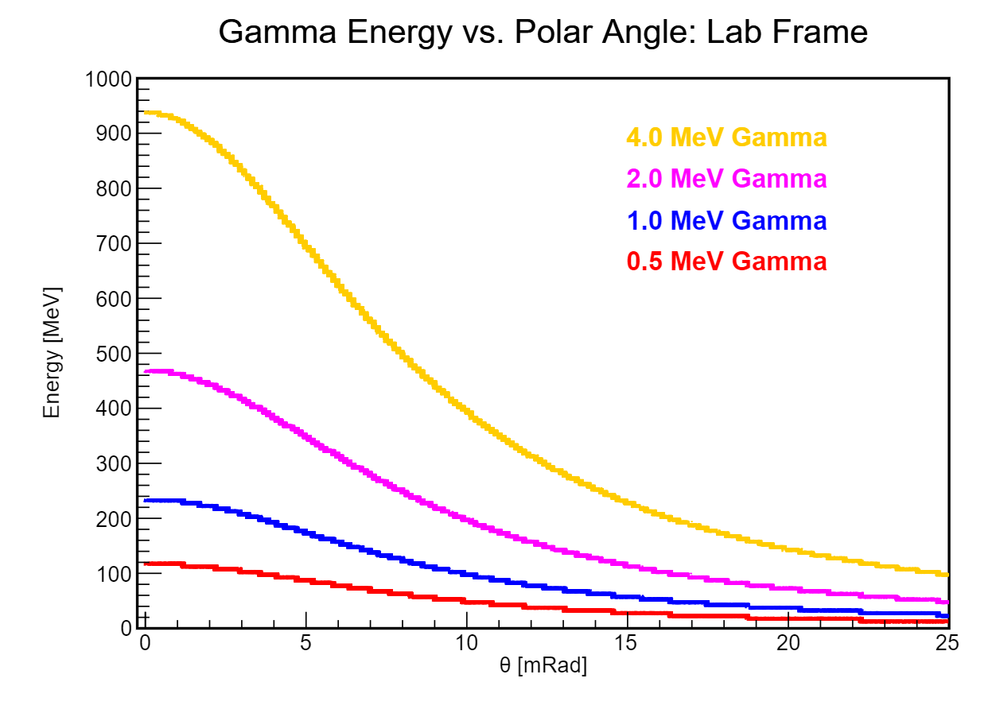 Gamma Energy vs. Polar Angle: Lab Frame
1000
900
800
700
600
500
400
300
200
100
0
Energy [MeV]
4.0 MeV Gamma
2.0 MeV Gamma
1.0 MeV Gamma
0.5 MeV Gamma
0 5 10 15 20 25
θ [mRad]